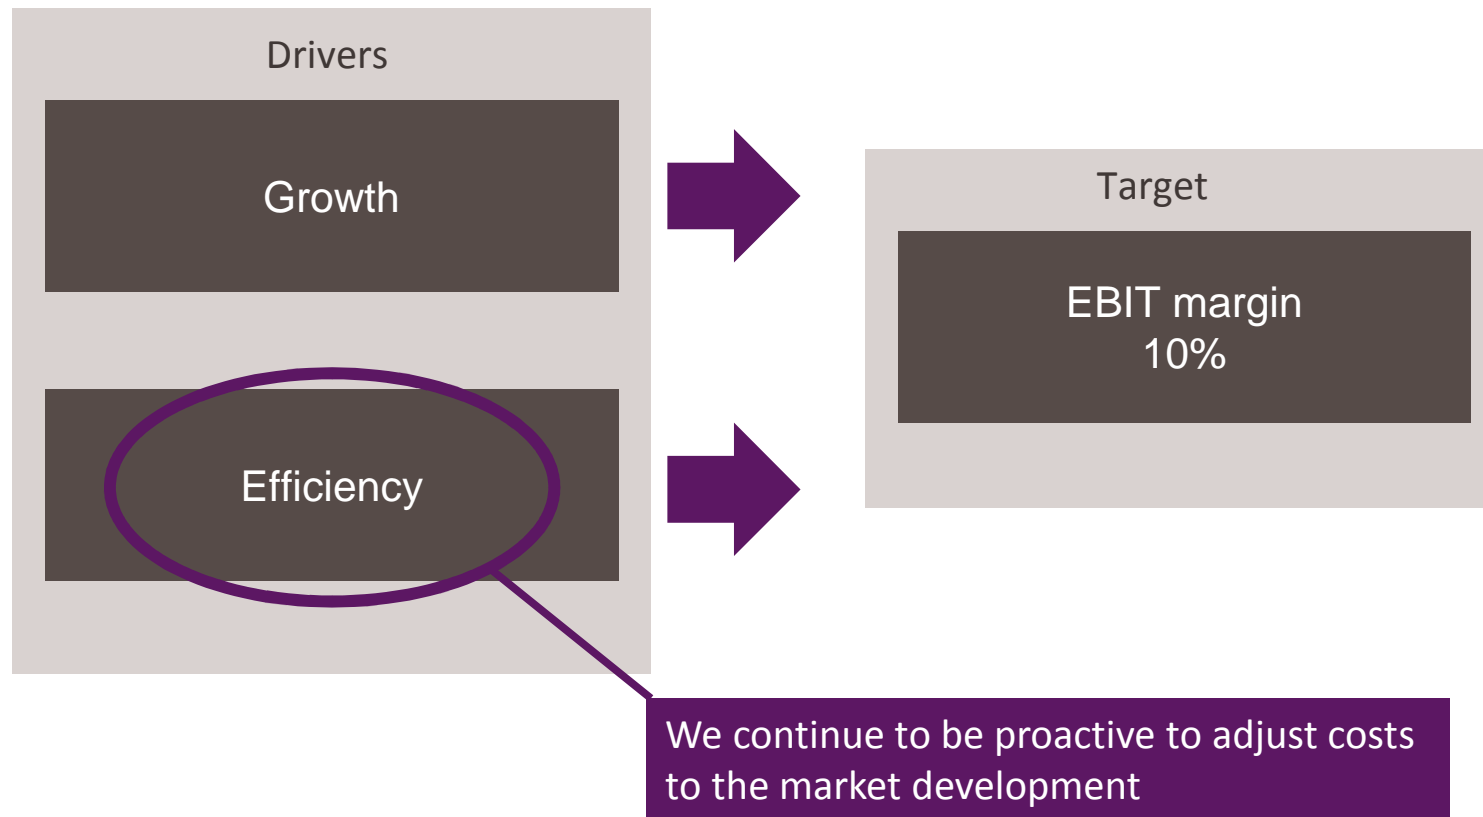 Drivers
Growth
Efficiency
Target
EBIT margin
10%
We continue to be proactive to adjust costs
to the market development